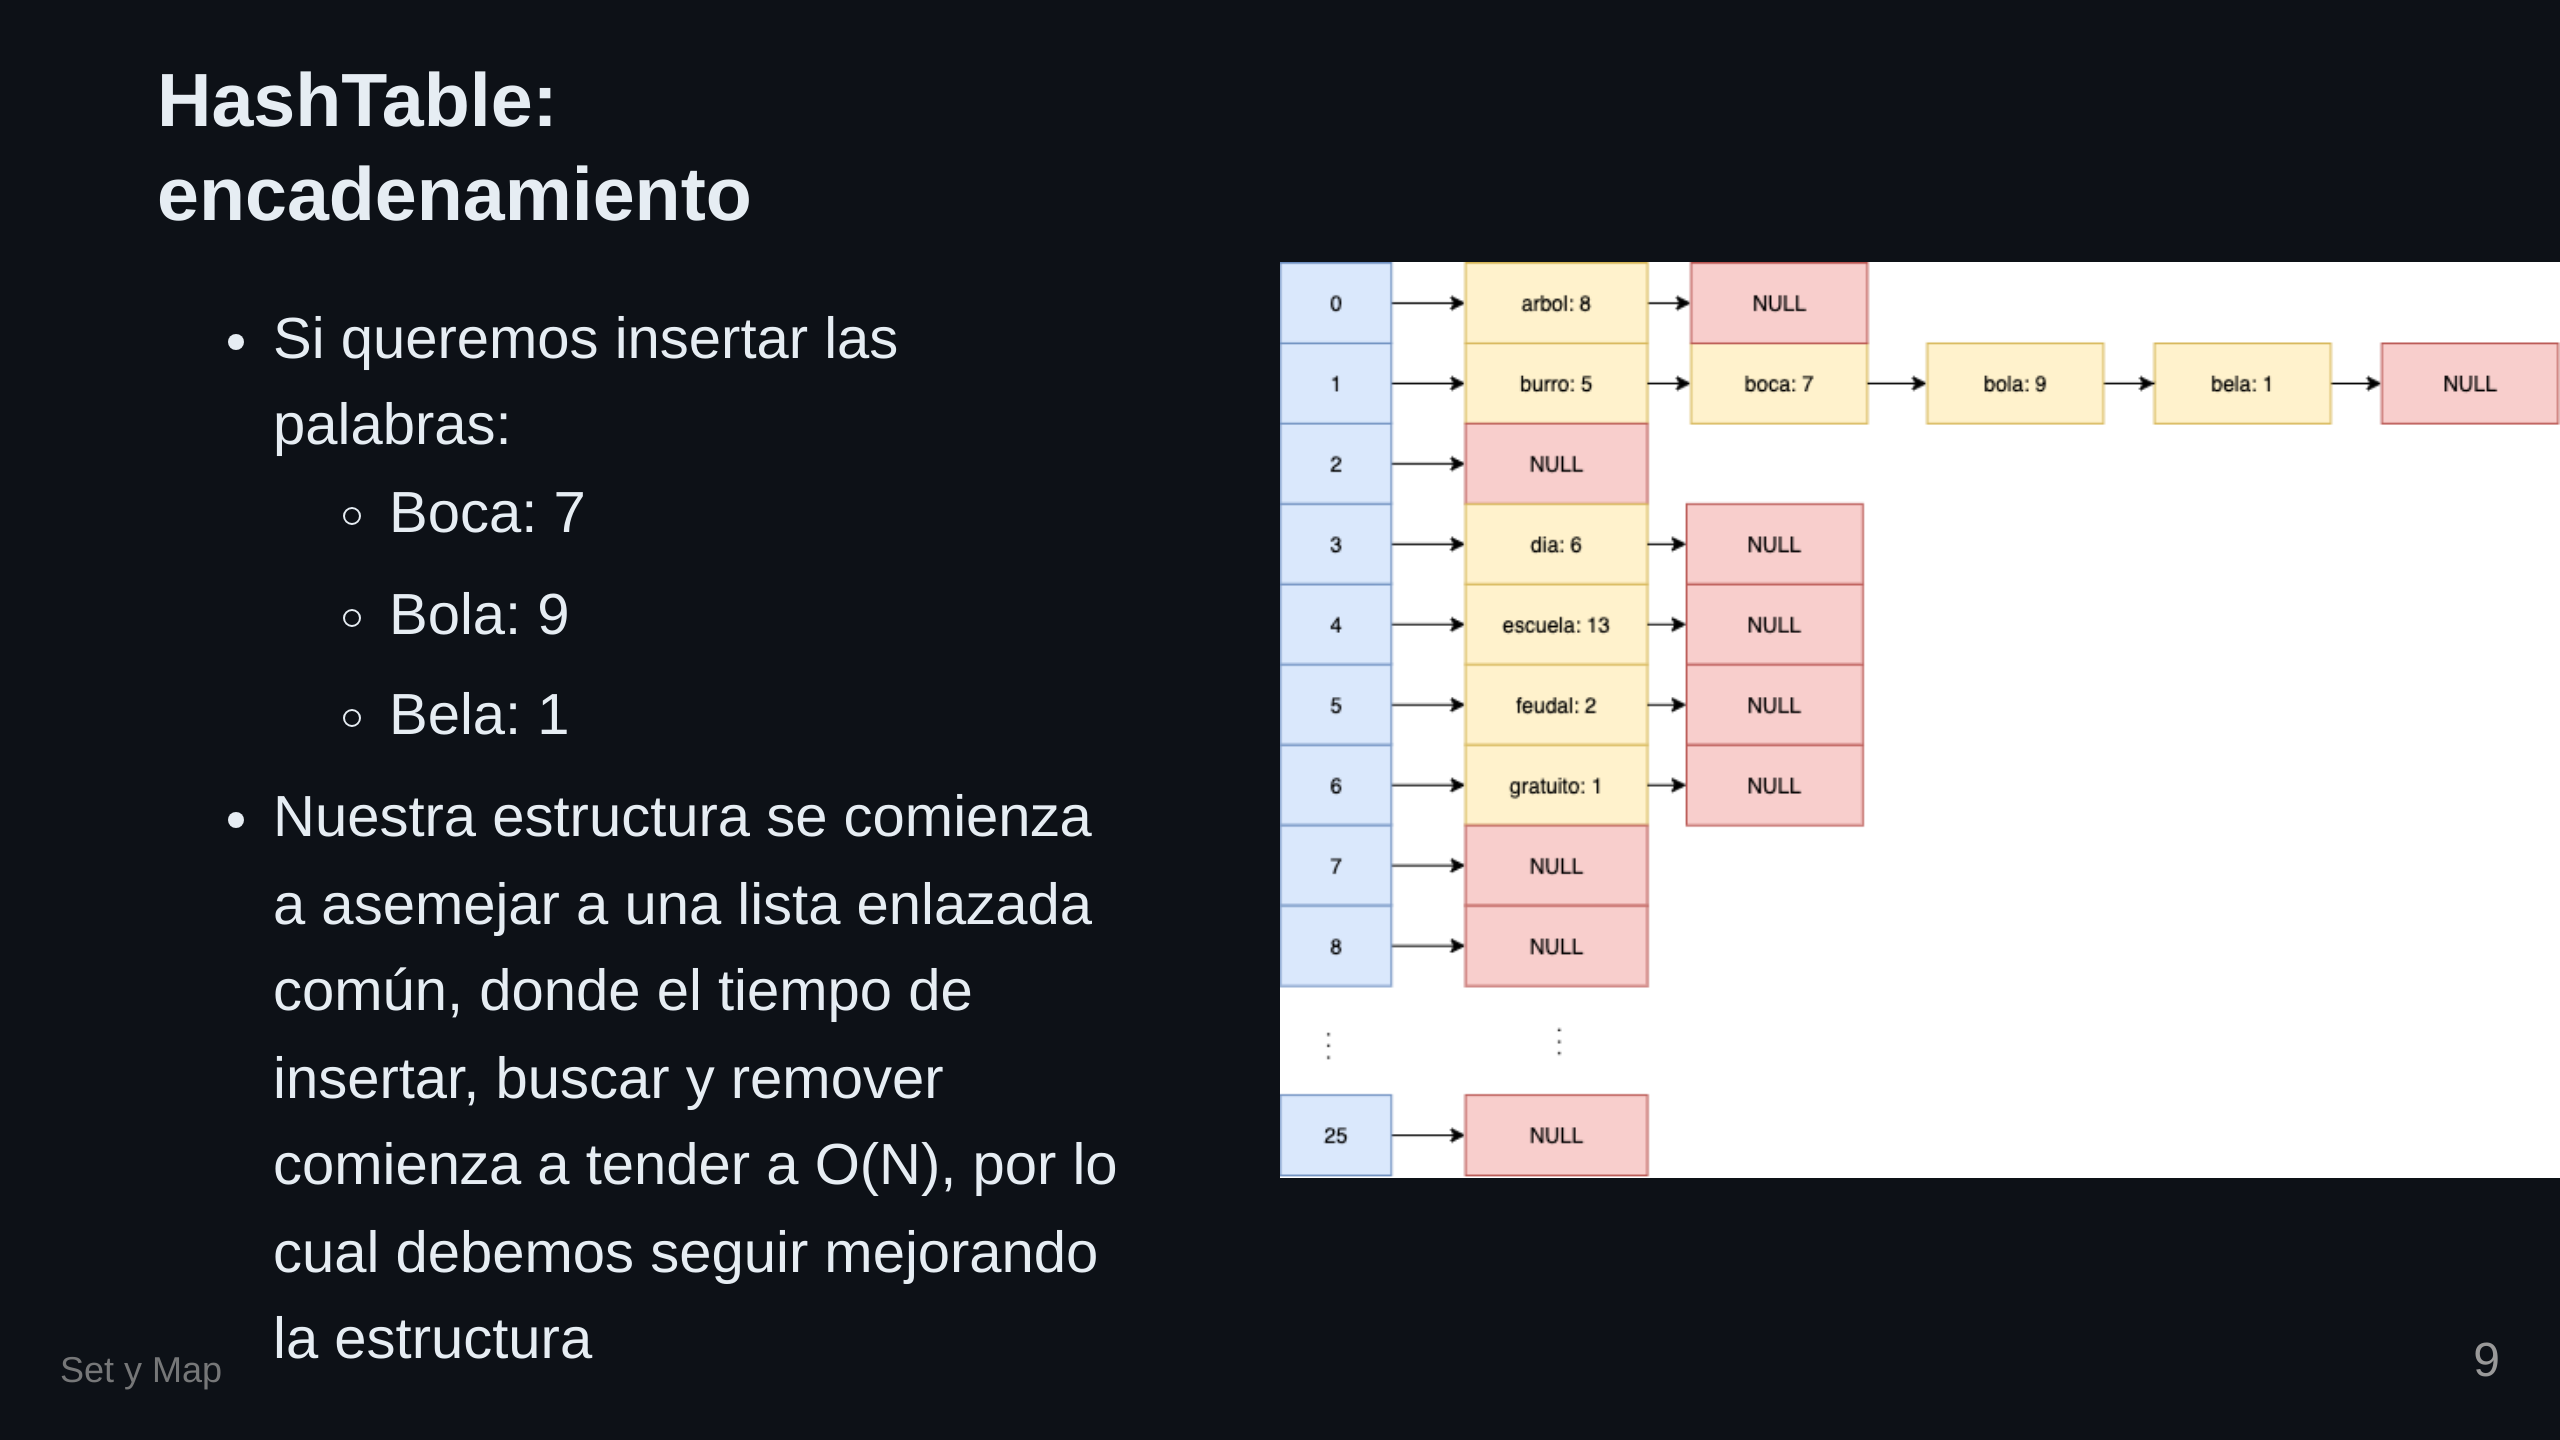 HashTable:
encadenamiento
• Si queremos insertar las
palabras:
◦ Boca: 7
◦ Bola: 9
◦ Bela: 1
• Nuestra estructura se comienza
a asemejar a una lista enlazada
común, donde el tiempo de
insertar, buscar y remover
comienza a tender a O(N), por lo
cual debemos seguir mejorando
la estructura
0 arbol: 8 NULL
1 burro: 5 boca: 7 bola: 9 bela: 1 NULL
2 NULL
3 dia: 6 NULL
4 escuela: 13 NULL
5 feudal: 2 NULL
6 gratuito: 1 NULL
7 NULL
8 NULL
⋮ ⋮
25 NULL
Set y Map
9